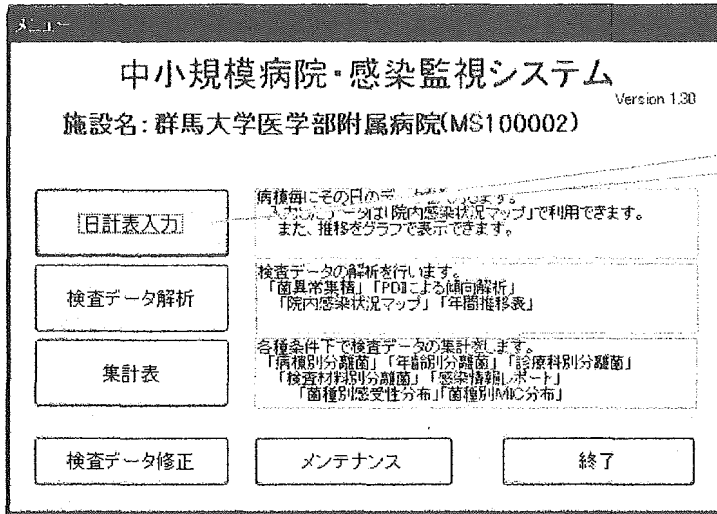 メニュー
中小規模病院・感染監視システム
Version 1.30
施設名：群馬大学医学部附属病院(MS100002)
日計表入力
病棟毎にその日の
入力したデータは「院内感染状況マップ」で利用できます。
また、推移をグラフで表示できます。
検査データ解析
検査データの解析を行います。
「菌異常集積」「PDIによる傾向解析」
「院内感染状況マップ」「年間推移表」
集計表
各種条件下で検査データの集計をします。
「病棟別分離菌」「年齢別分離菌」「診療科別分離菌」
「検査材料別分離菌」「感染情報レポート」
「菌種別感受性分布」「菌種別MIC分布」
検査データ修正
メンテナンス
終了